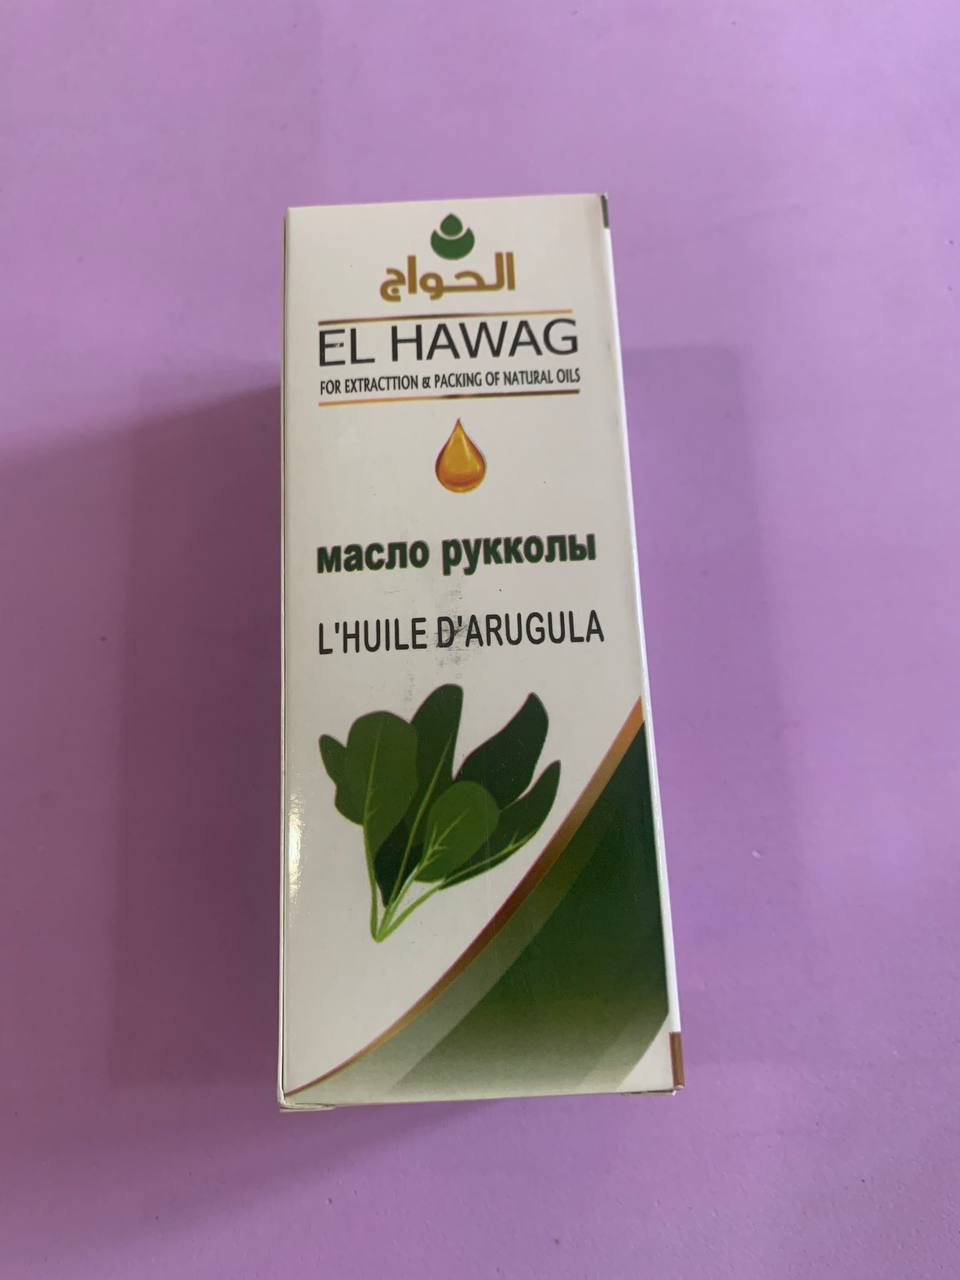 الحواج
EL HAWAG
FOR EXTRACTTION & PACKING OF NATURAL OILS
масло рукколы
L'HUILE D'ARUGULA